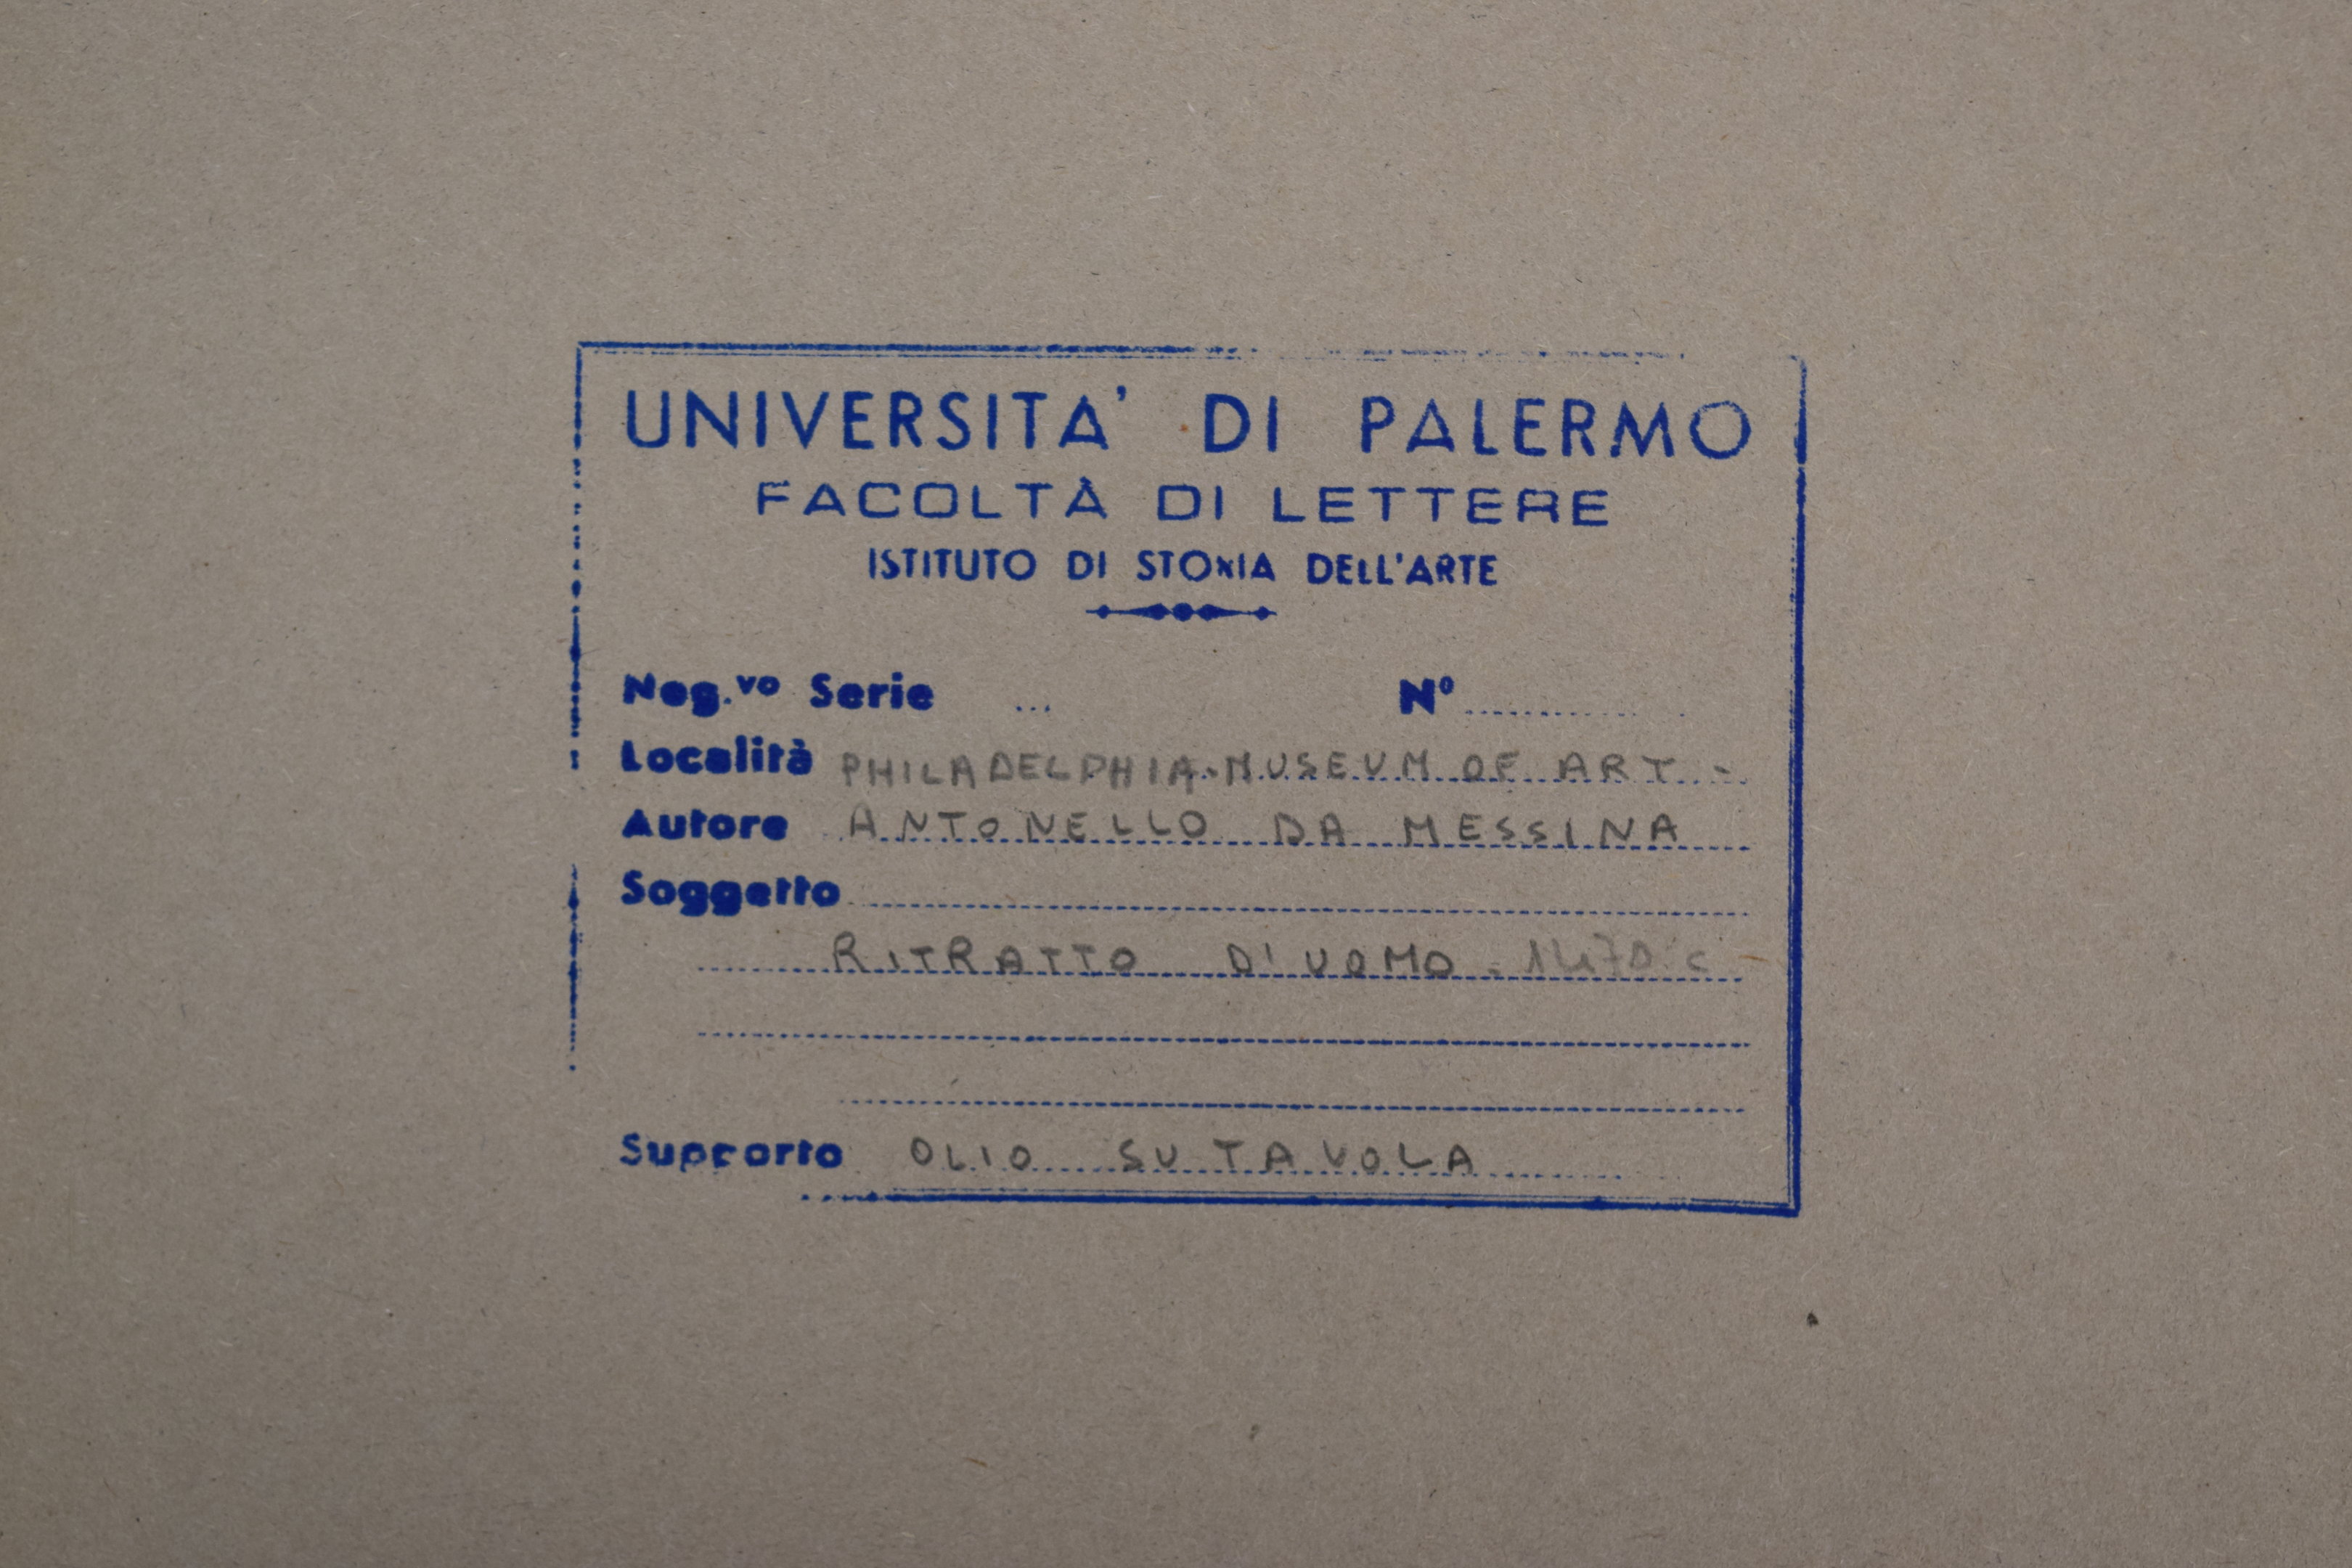 UNIVERSITA' DI PALERMO
FACOLTÀ DI LETTERE
ISTITUTO DI STORIA DELL'ARTE
Neg.vo Serie ... N° ............
Località PHILADELPHIA-MUSEUM OF ART -
Autore ANTONELLO DA MESSINA
Soggetto
RITRATTO D'UOMO - 1470 c
Supporto OLIO SU TAVOLA